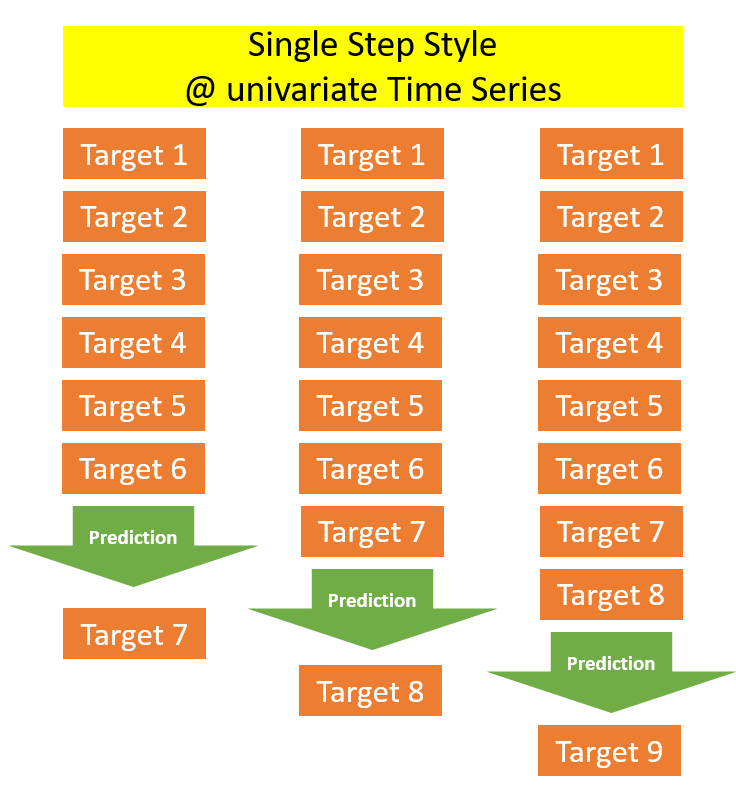 Single Step Style
@ univariate Time Series
Target 1
Target 2
Target 3
Target 4
Target 5
Target 6
Prediction
Target 7
Target 1
Target 2
Target 3
Target 4
Target 5
Target 6
Target 7
Prediction
Target 8
Target 1
Target 2
Target 3
Target 4
Target 5
Target 6
Target 7
Target 8
Prediction
Target 9